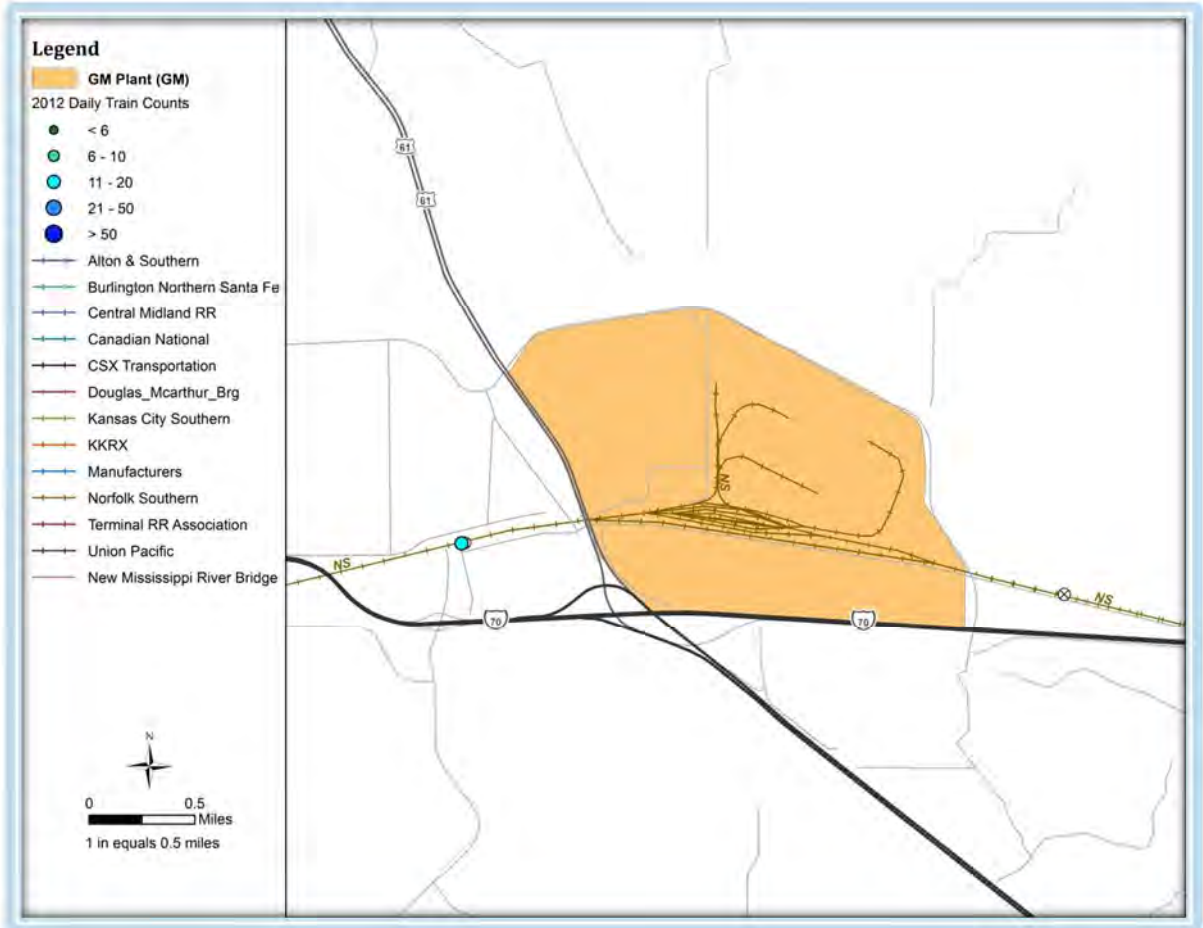 Legend
GM Plant (GM)
2012 Daily Train Counts
< 6
6 - 10
11 - 20
21 - 50
> 50
Alton & Southern
Burlington Northern Santa Fe
Central Midland RR
Canadian National
CSX Transportation
Douglas_Mcarthur_Brg
Kansas City Southern
KKRX
Manufacturers
Norfolk Southern
Terminal RR Association
Union Pacific
New Mississippi River Bridge
N
0 0.5
Miles
1 in equals 0.5 miles
61
61
NS
NS
NS
70
70